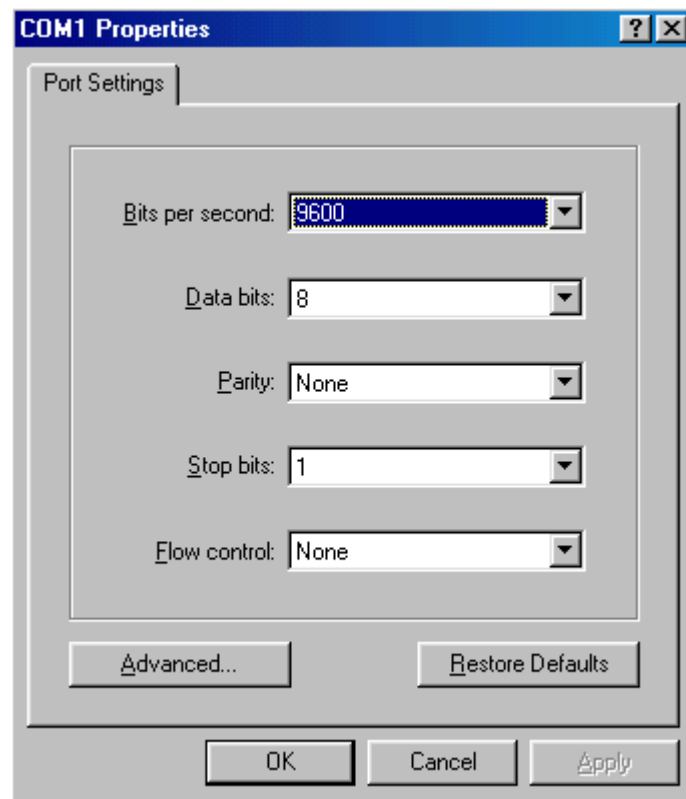 COM1 Properties
Port Settings
Bits per second: 9600
Data bits: 8
Parity: None
Stop bits: 1
Flow control: None
Advanced... Restore Defaults
OK Cancel Apply